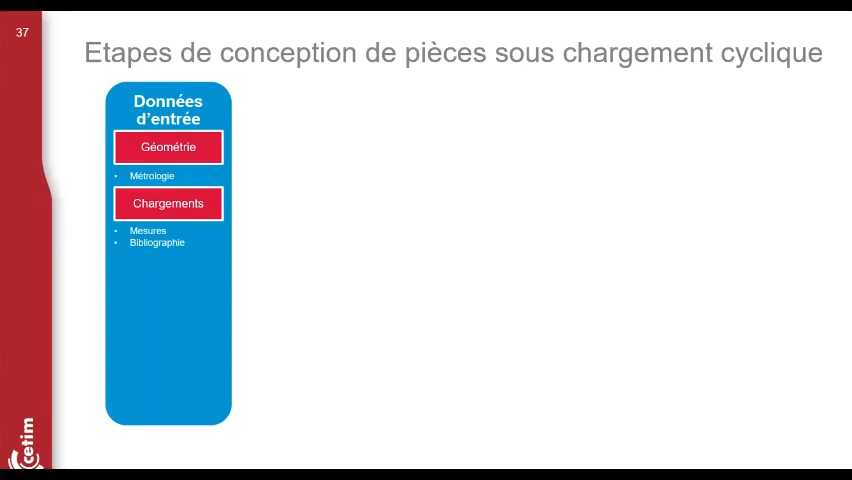 37
Etapes de conception de pièces sous chargement cyclique
Données
d'entrée
Géométrie
• Métrologie
Chargements
• Mesures
• Bibliographie
cetim